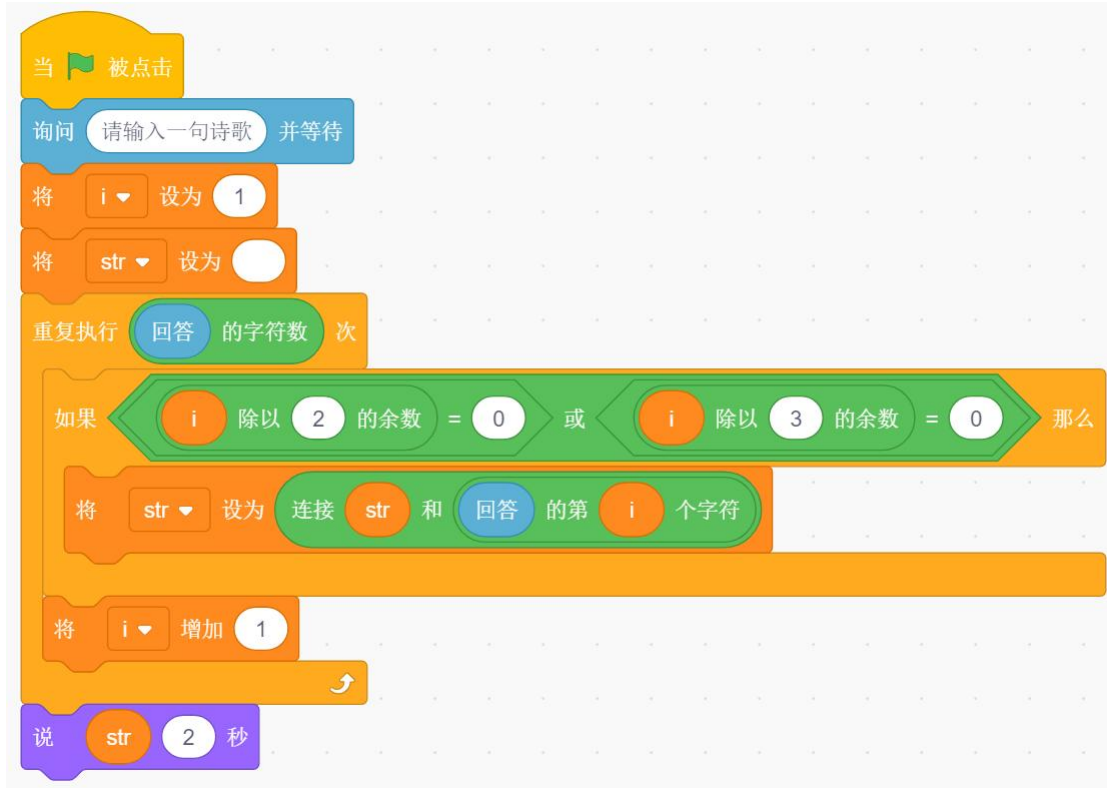 当 被点击
询问 请输入一句诗歌 并等待
将 i 设为 1
将 str 设为
重复执行 回答 的字符数 次
如果 i 除以 2 的余数 = 0 或 i 除以 3 的余数 = 0 那么
将 str 设为 连接 str 和 回答 的第 i 个字符
将 i 增加 1
说 str 2 秒